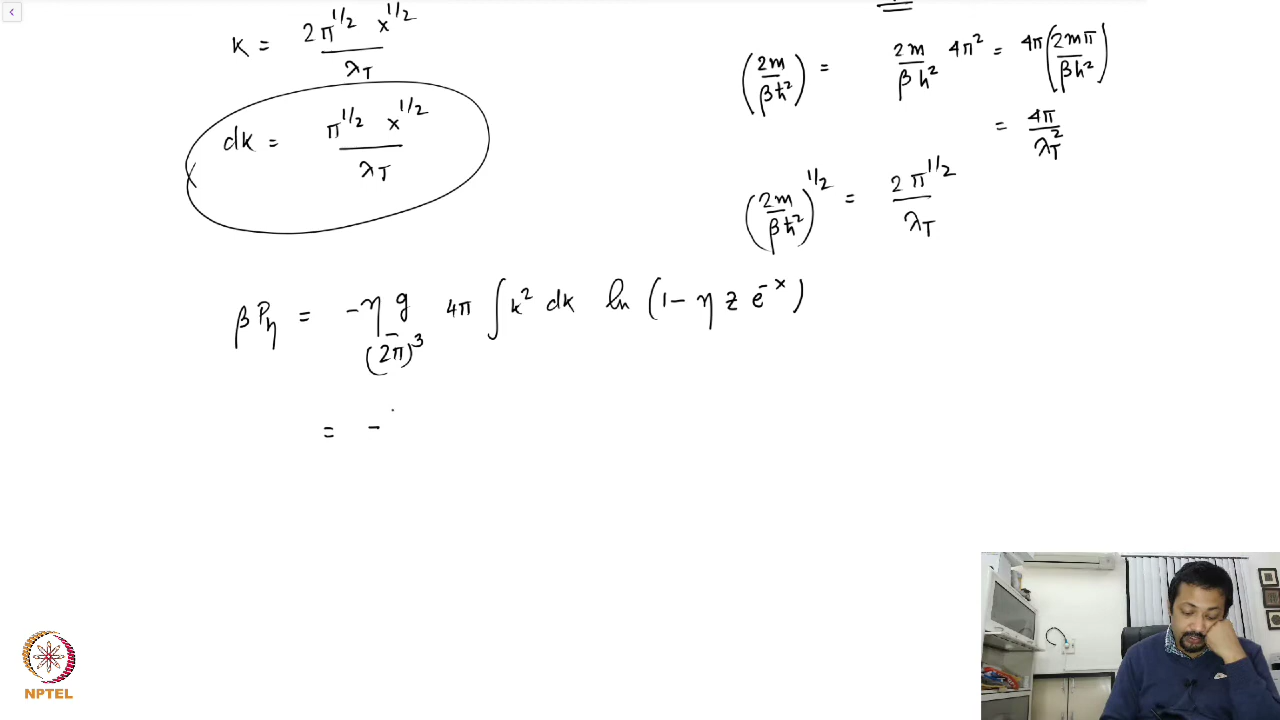 k = 2π^{1/2} x^{1/2} / λ_T
dk = π^{1/2} x^{1/2} / λ_T
(2m / βħ²) = 2m / βh² 4π² = 4π (2mπ / βh²)
= 4π / λ_T²
(2m / βħ²)^{1/2} = 2π^{1/2} / λ_T
βP_η = -η g / (2π)³ 4π ∫ k² dk ln (1 - η z e^{-x})
= -
NPTEL